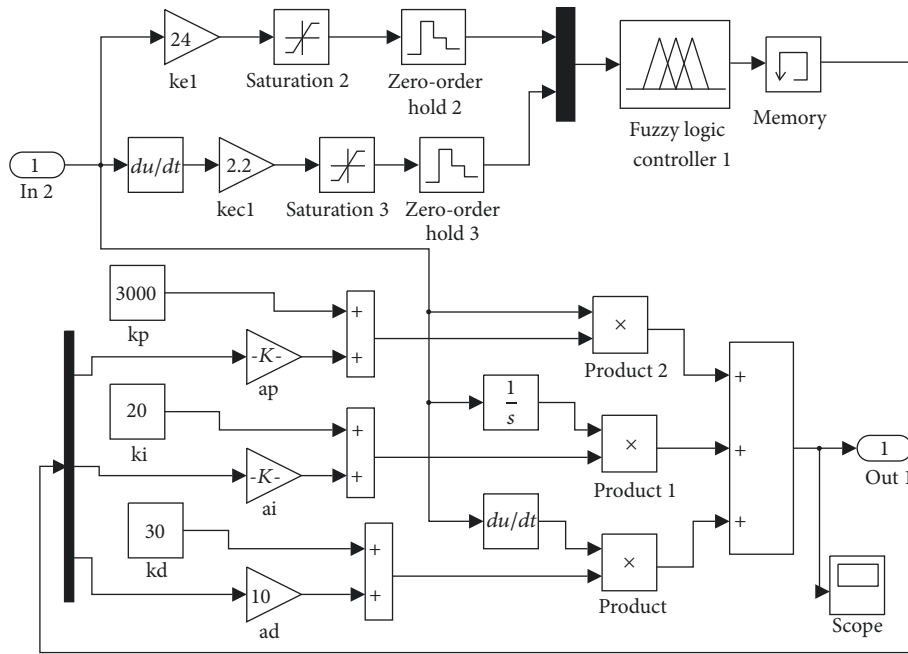 24
ke1
Saturation 2
Zero-order
hold 2
Fuzzy logic
controller 1
Memory
1
In 2
du/dt
2.2
kec1
Saturation 3
Zero-order
hold 3
3000
kp
-K-
ap
+
+
×
Product 2
20
ki
-K-
ai
+
+
1
s
×
Product 1
30
kd
10
ad
+
+
du/dt
×
Product
+
+
+
1
Out 1
Scope